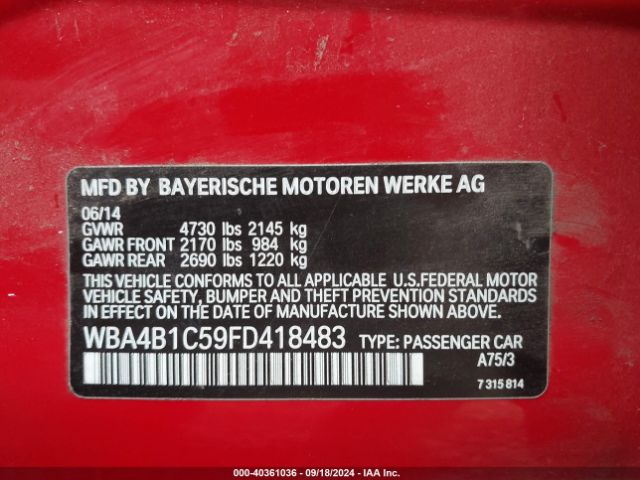 MFD BY BAYERISCHE MOTOREN WERKE AG
06/14
GVWR 4730 lbs 2145 kg
GAWR FRONT 2170 lbs 984 kg
GAWR REAR 2690 lbs 1220 kg
THIS VEHICLE CONFORMS TO ALL APPLICABLE U.S.FEDERAL MOTOR
VEHICLE SAFETY, BUMPER AND THEFT PREVENTION STANDARDS
IN EFFECT ON THE DATE OF MANUFACTURE SHOWN ABOVE.
WBA4B1C59FD418483 TYPE: PASSENGER CAR
A75/3
7 315 814
000-40361036 - 09/18/2024 - IAA Inc.